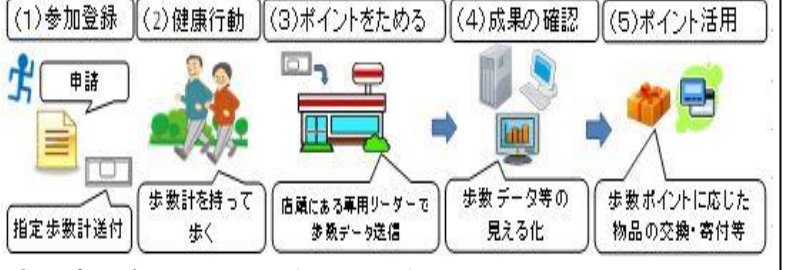 (1)参加登録
(2)健康行動
(3)ポイントをためる
(4)成果の確認
(5)ポイント活用
申請
指定歩数計送付
歩数計を持って
歩く
店頭にある専用リーダーで
歩数データ送信
歩数データ等の
見える化
歩数ポイントに応じた
物品の交換・寄付等